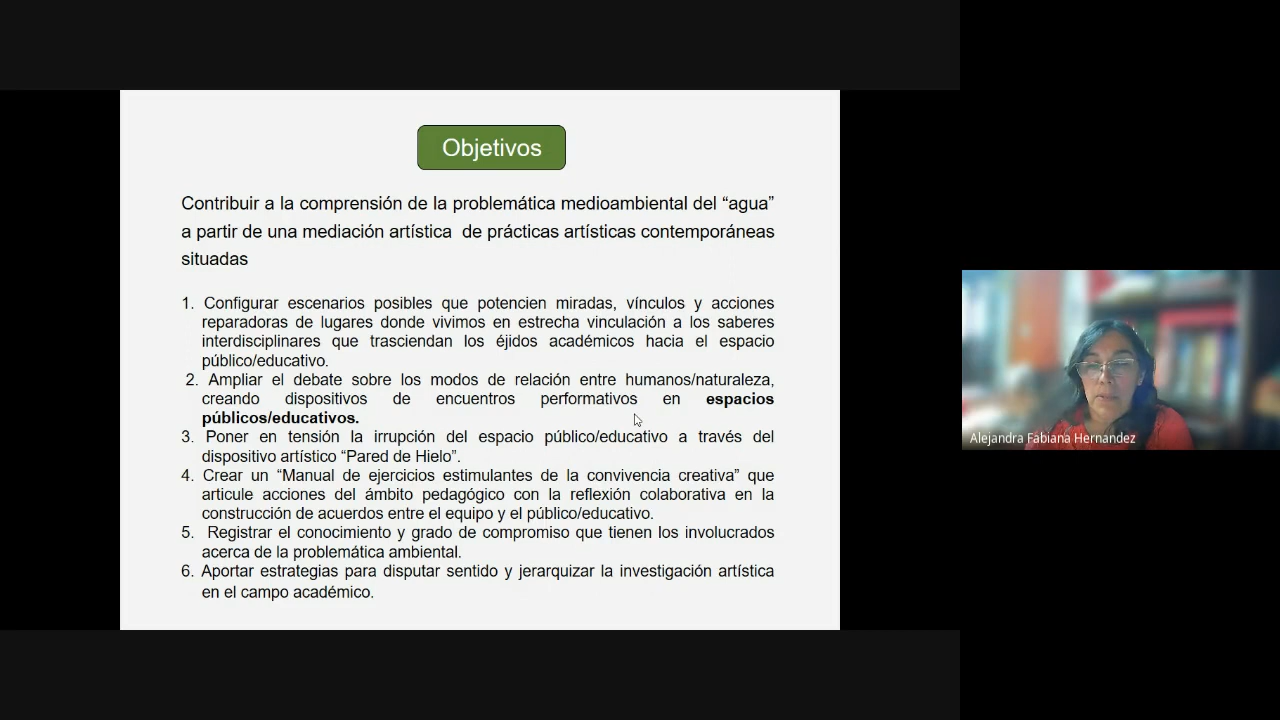 Objetivos
Contribuir a la comprensión de la problemática medioambiental del “agua”
a partir de una mediación artística de prácticas artísticas contemporáneas
situadas
1. Configurar escenarios posibles que potencien miradas, vínculos y acciones
reparadoras de lugares donde vivimos en estrecha vinculación a los saberes
interdisciplinares que trasciendan los éjidos académicos hacia el espacio
público/educativo.
2. Ampliar el debate sobre los modos de relación entre humanos/naturaleza,
creando dispositivos de encuentros performativos en espacios
públicos/educativos.
3. Poner en tensión la irrupción del espacio público/educativo a través del
dispositivo artístico “Pared de Hielo”.
4. Crear un “Manual de ejercicios estimulantes de la convivencia creativa” que
articule acciones del ámbito pedagógico con la reflexión colaborativa en la
construcción de acuerdos entre el equipo y el público/educativo.
5. Registrar el conocimiento y grado de compromiso que tienen los involucrados
acerca de la problemática ambiental.
6. Aportar estrategias para disputar sentido y jerarquizar la investigación artística
en el campo académico.
Alejandra Fabiana Hernandez